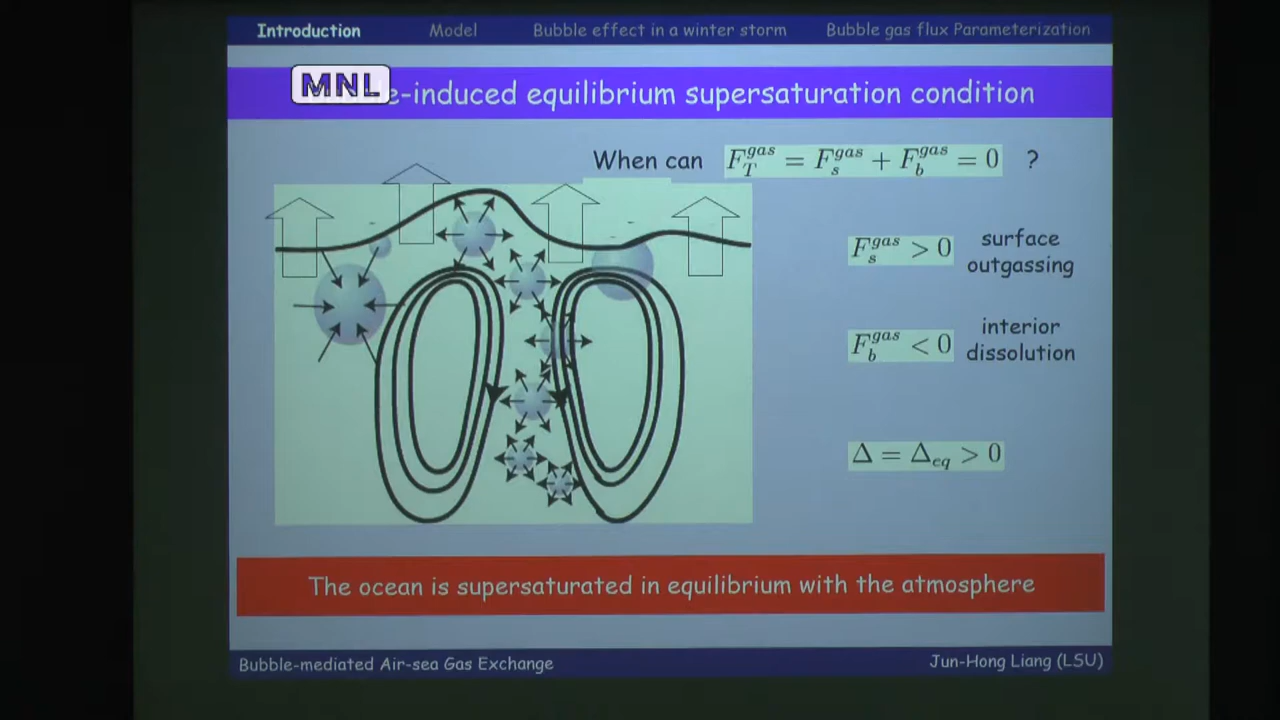 Introduction Model Bubble effect in a winter storm Bubble gas flux Parameterization
MNL
e-induced equilibrium supersaturation condition
When can F_T^{gas} = F_s^{gas} + F_b^{gas} = 0 ?
F_s^{gas} > 0 surface
outgassing
F_b^{gas} < 0 interior
dissolution
Δ = Δ_{eq} > 0
The ocean is supersaturated in equilibrium with the atmosphere
Bubble-mediated Air-sea Gas Exchange Jun-Hong Liang (LSU)